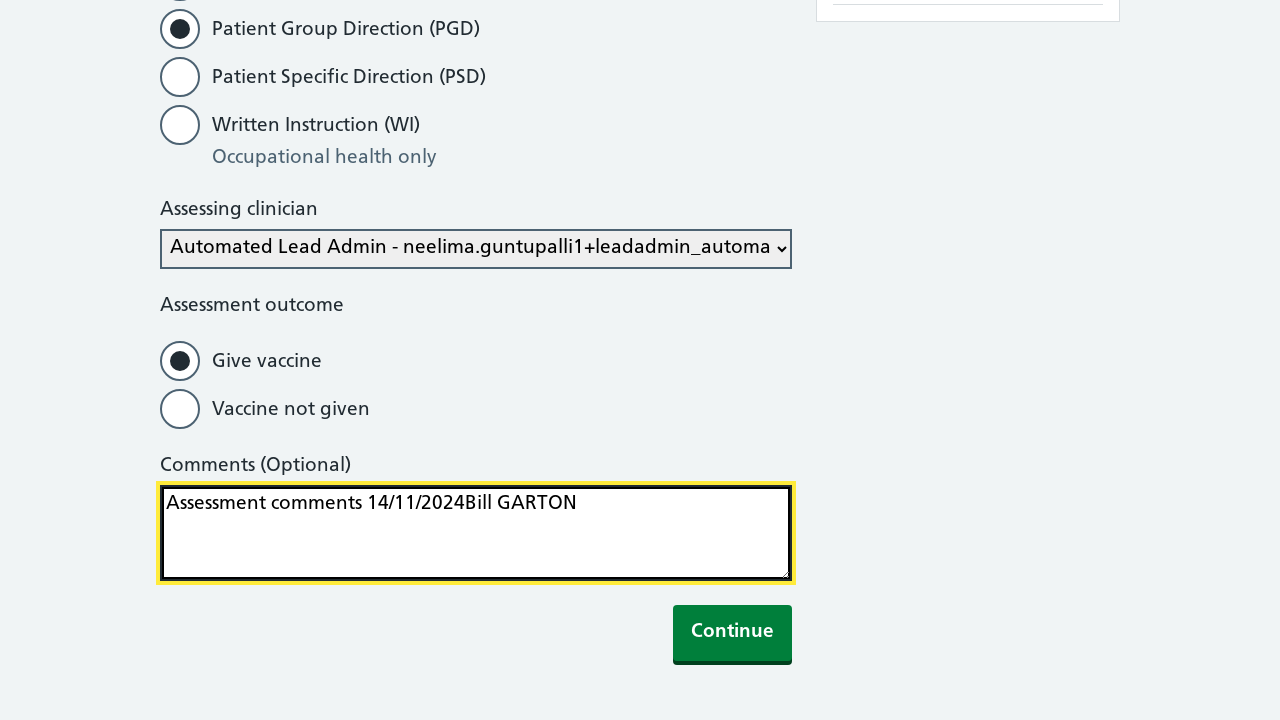 Patient Group Direction (PGD)
Patient Specific Direction (PSD)
Written Instruction (WI)
Occupational health only
Assessing clinician
Automated Lead Admin - neelima.guntupalli1+leadadmin_automa
Assessment outcome
Give vaccine
Vaccine not given
Comments (Optional)
Assessment comments 14/11/2024Bill GARTON
Continue